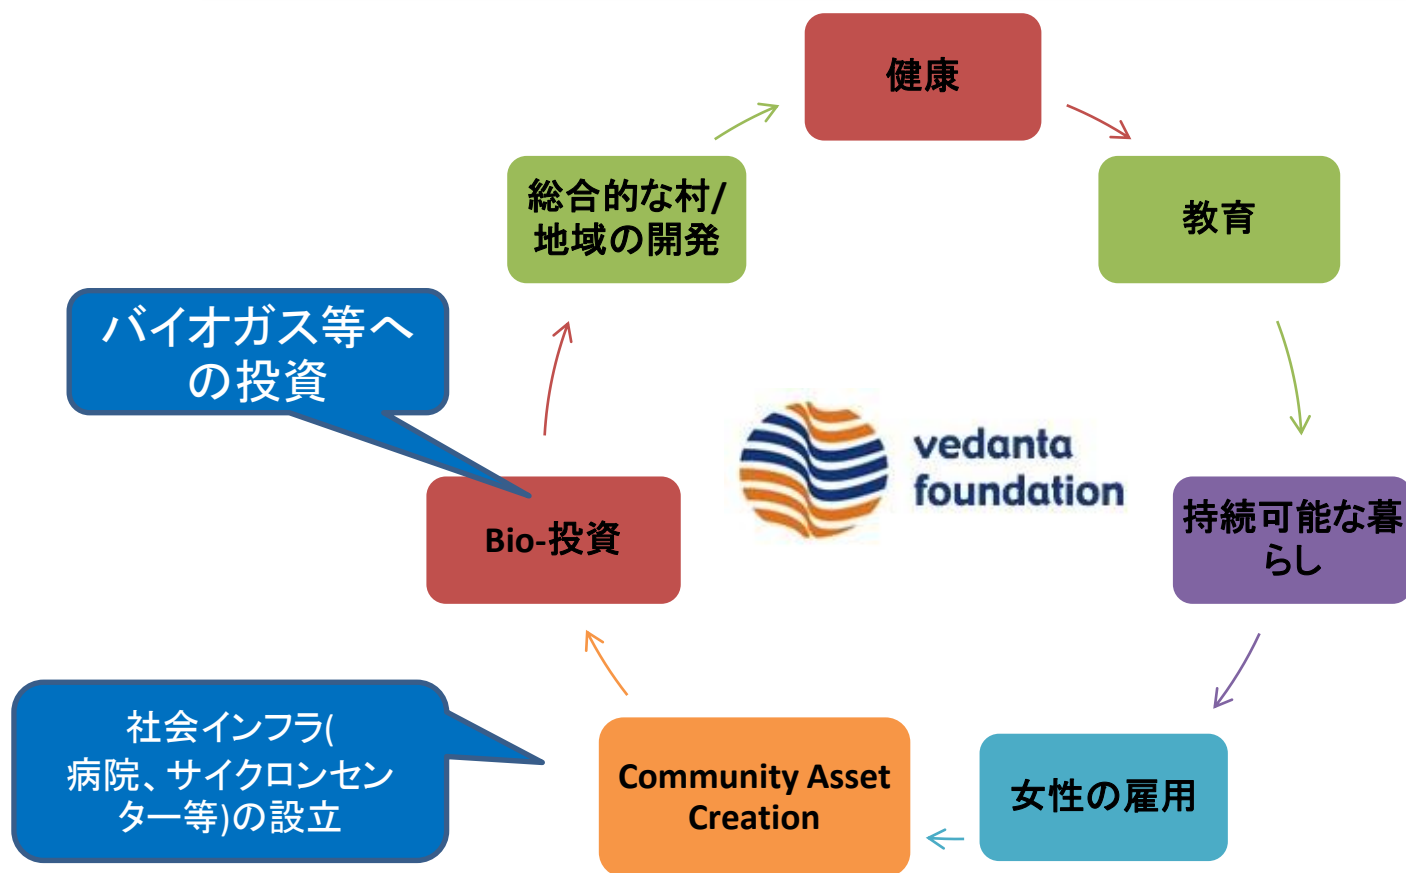 健康
総合的な村/
地域の開発
教育
バイオガス等へ
の投資
vedanta
foundation
Bio-投資
持続可能な暮
らし
社会インフラ(
病院、サイクロンセン
ター等)の設立
Community Asset
Creation
女性の雇用